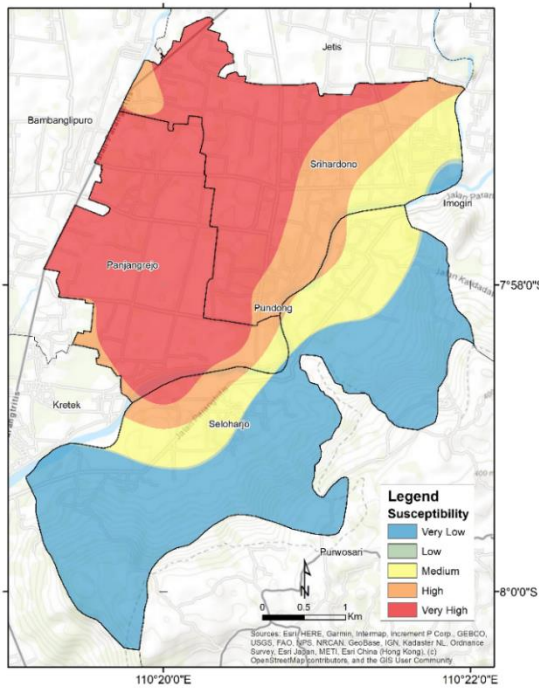 Jetis
Bambanglipuro
Srihardono
Imogiri
Panjangrejo
7°58'0"S
Pundong
Kretek
Seloharjo
Legend
Susceptibility
Very Low
Low
Medium
High
Very High
Purwosari
N
0 0.5 1
Km
8°0'0"S
Sources: Esri, HERE, Garmin, Intermap, increment P Corp., GEBCO,
USGS, FAO, NPS, NRCAN, GeoBase, IGN, Kadaster NL, Ordnance
Survey, Esri Japan, METI, Esri China (Hong Kong), (c)
OpenStreetMap contributors, and the GIS User Community
110°20'0"E
110°22'0"E